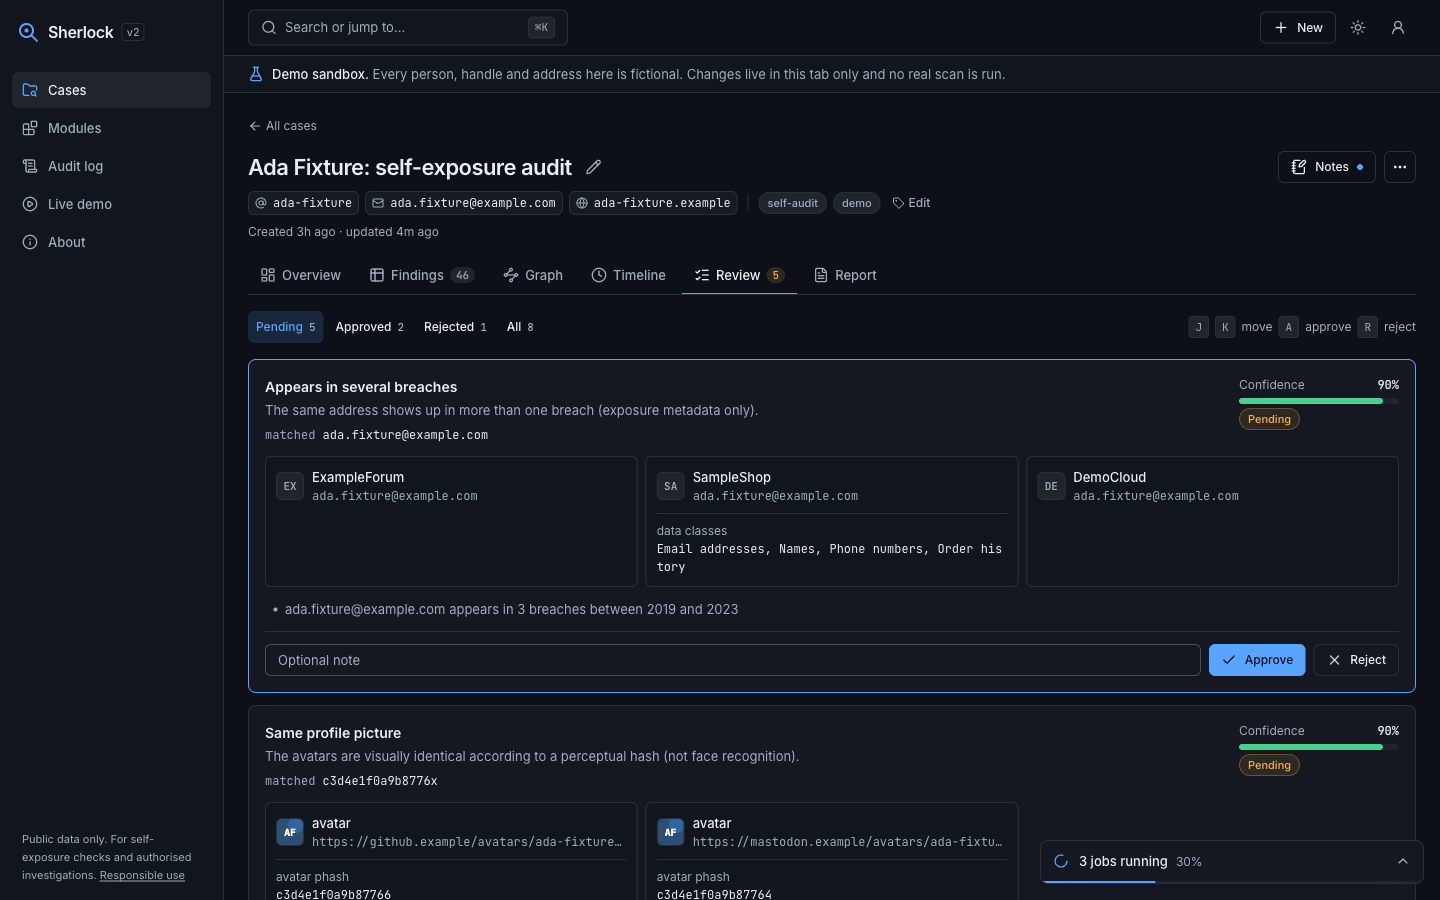 Sherlock v2
Search or jump to...
⌘K
New
Cases
Modules
Audit log
Live demo
About
Public data only. For self-
exposure checks and authorised
investigations. Responsible use
Demo sandbox. Every person, handle and address here is fictional. Changes live in this tab only and no real scan is run.
All cases
Ada Fixture: self-exposure audit
Notes
ada-fixture ada.fixture@example.com ada-fixture.example self-audit demo Edit
Created 3h ago · updated 4m ago
Overview Findings 46 Graph Timeline Review 5 Report
Pending 5 Approved 2 Rejected 1 All 8
J K move A approve R reject
Appears in several breaches
The same address shows up in more than one breach (exposure metadata only).
matched ada.fixture@example.com
Confidence 90%
Pending
EX ExampleForum
ada.fixture@example.com
SA SampleShop
ada.fixture@example.com
data classes
Email addresses, Names, Phone numbers, Order his
tory
DE DemoCloud
ada.fixture@example.com
• ada.fixture@example.com appears in 3 breaches between 2019 and 2023
Optional note
Approve
Reject
Same profile picture
The avatars are visually identical according to a perceptual hash (not face recognition).
matched c3d4e1f0a9b8776x
Confidence 90%
Pending
AF avatar
https://github.example/avatars/ada-fixture…
avatar phash
c3d4e1f0a9b87766
AF avatar
https://mastodon.example/avatars/ada-fixtu…
avatar phash
c3d4e1f0a9b87764
3 jobs running 30%